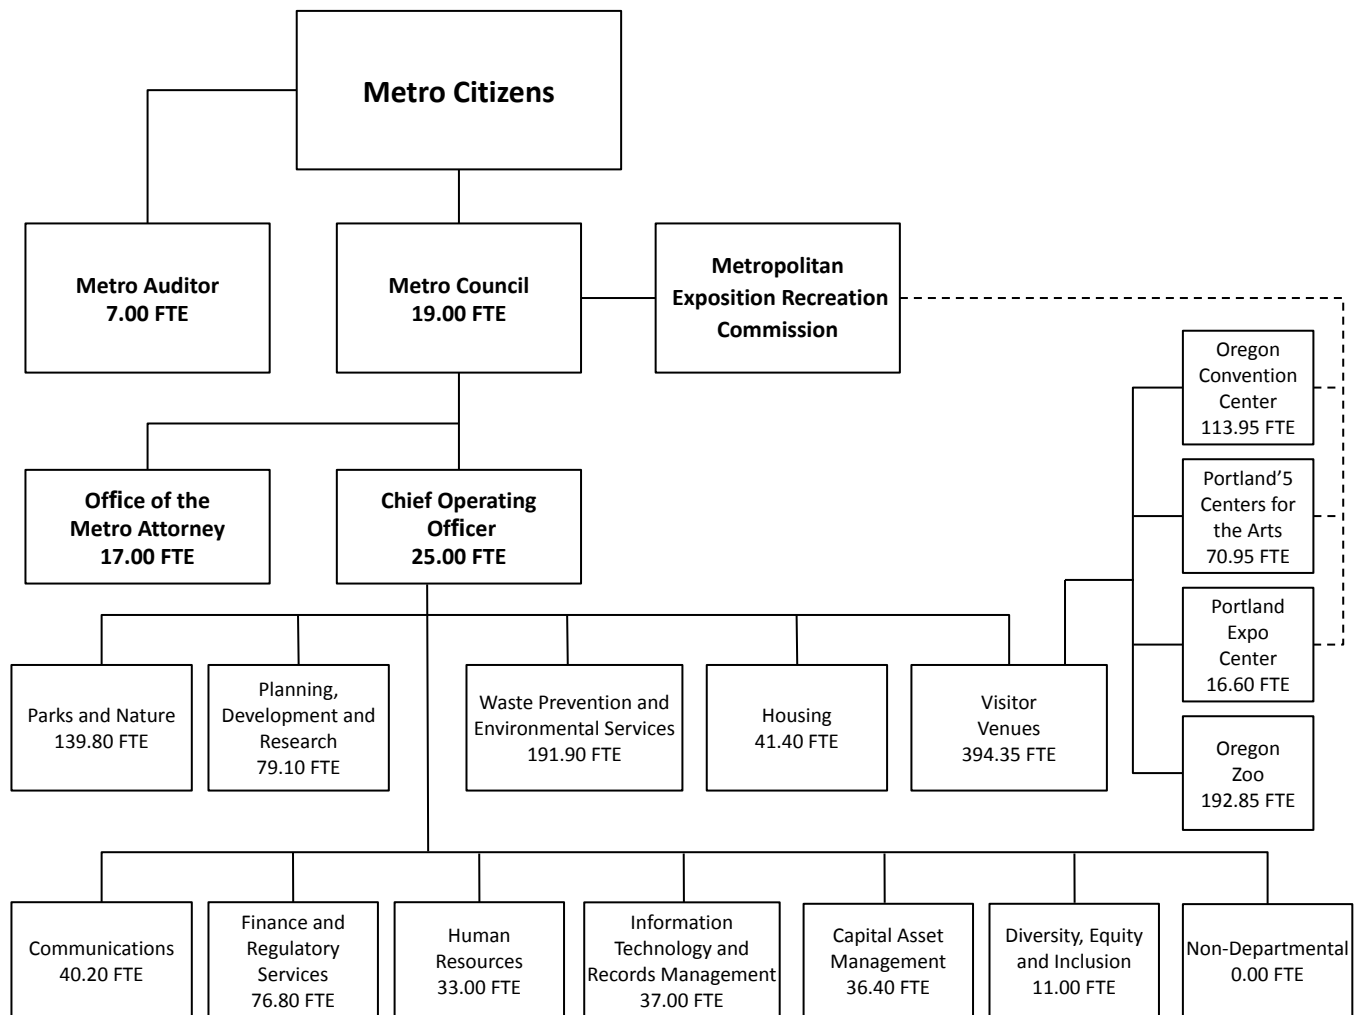 Metro Citizens
Metro Auditor
7.00 FTE
Metro Council
19.00 FTE
Metropolitan
Exposition Recreation
Commission
Oregon
Convention
Center
113.95 FTE
Portland’5
Centers for
the Arts
70.95 FTE
Portland
Expo
Center
16.60 FTE
Oregon
Zoo
192.85 FTE
Office of the
Metro Attorney
17.00 FTE
Chief Operating
Officer
25.00 FTE
Parks and Nature
139.80 FTE
Planning,
Development and
Research
79.10 FTE
Waste Prevention and
Environmental Services
191.90 FTE
Housing
41.40 FTE
Visitor
Venues
394.35 FTE
Communications
40.20 FTE
Finance and
Regulatory
Services
76.80 FTE
Human
Resources
33.00 FTE
Information
Technology and
Records Management
37.00 FTE
Capital Asset
Management
36.40 FTE
Diversity, Equity
and Inclusion
11.00 FTE
Non-Departmental
0.00 FTE